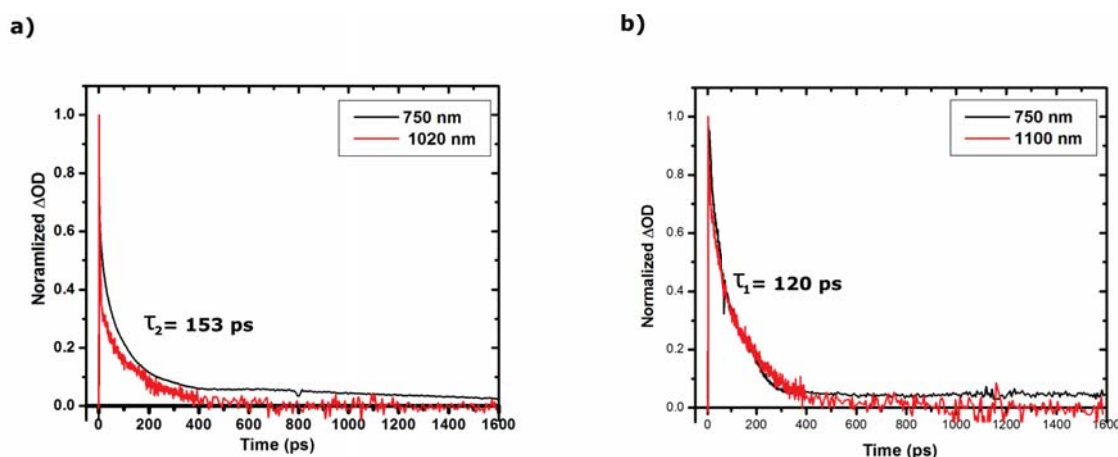 a)
Noramlized ΔOD
1.0
0.8
0.6
0.4
0.2
0.0
750 nm
1020 nm
τ2= 153 ps
0 200 400 600 800 1000 1200 1400 1600
Time (ps)
b)
Normalized ΔOD
1.0
0.8
0.6
0.4
0.2
0.0
750 nm
1100 nm
τ1= 120 ps
0 200 400 600 800 1000 1200 1400 1600
Time (ps)